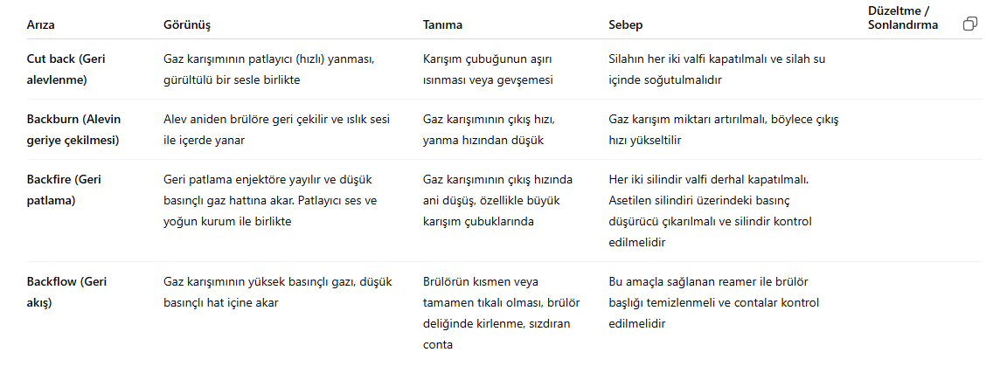 Arıza Görünüş Tanıma Sebep Düzeltme /
Sonlandırma
Cut back (Geri Gaz karışımının patlayıcı (hızlı) yanması, Karışım çubuğunun aşırı Silahın her iki valfi kapatılmalı ve silah su
alevlenme) gürültülü bir sesle birlikte ısınması veya gevşemesi içinde soğutulmalıdır
Backburn (Alevin Alev aniden brülöre geri çekilir ve ıslık sesi Gaz karışımının çıkış hızı, Gaz karışım miktarı artırılmalı, böylece çıkış
geriye çekilmesi) ile içerde yanar yanma hızından düşük hızı yükseltilir
Backfire (Geri Geri patlama enjektöre yayılır ve düşük Gaz karışımının çıkış hızında Her iki silindir valfi derhal kapatılmalı.
patlama) basınçlı gaz hattına akar. Patlayıcı ses ve ani düşüş, özellikle büyük Asetilen silindiri üzerindeki basınç
yoğun kurum ile birlikte karışım çubuklarında düşürücü çıkarılmalı ve silindir kontrol
edilmelidir
Backflow (Geri Gaz karışımının yüksek basınçlı gazı, düşük Brülörün kısmen veya Bu amaçla sağlanan reamer ile brülör
akış) basınçlı hat içine akar tamamen tıkalı olması, brülör başlığı temizlenmeli ve contalar kontrol
deliğinde kirlenme, sızdıran edilmelidir
conta